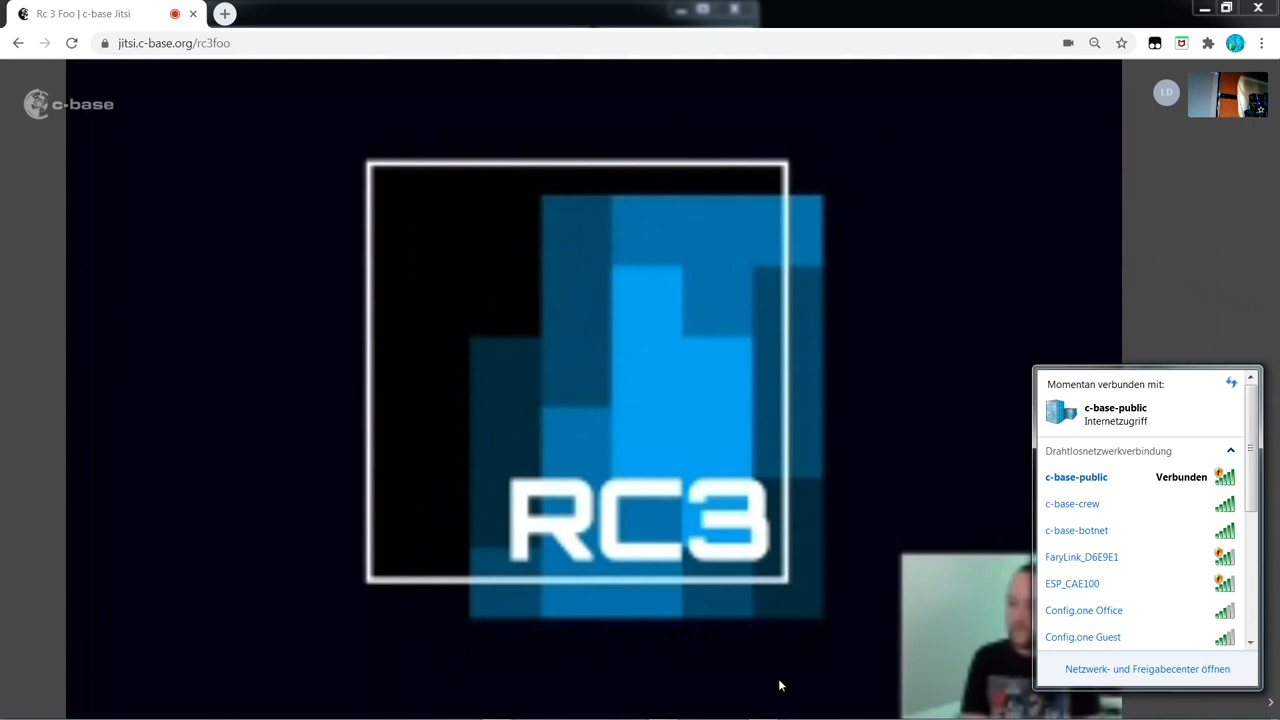 Rc 3 Foo | c-base Jitsi
jitsi.c-base.org/rc3foo
c-base
LD
RC3
Momentan verbunden mit:
c-base-public
Internetzugriff
Drahtlosnetzwerkverbindung
c-base-public Verbunden
c-base-crew
c-base-botnet
FaryLink_D6E9E1
ESP_CAE100
Config.one Office
Config.one Guest
Netzwerk- und Freigabecenter öffnen